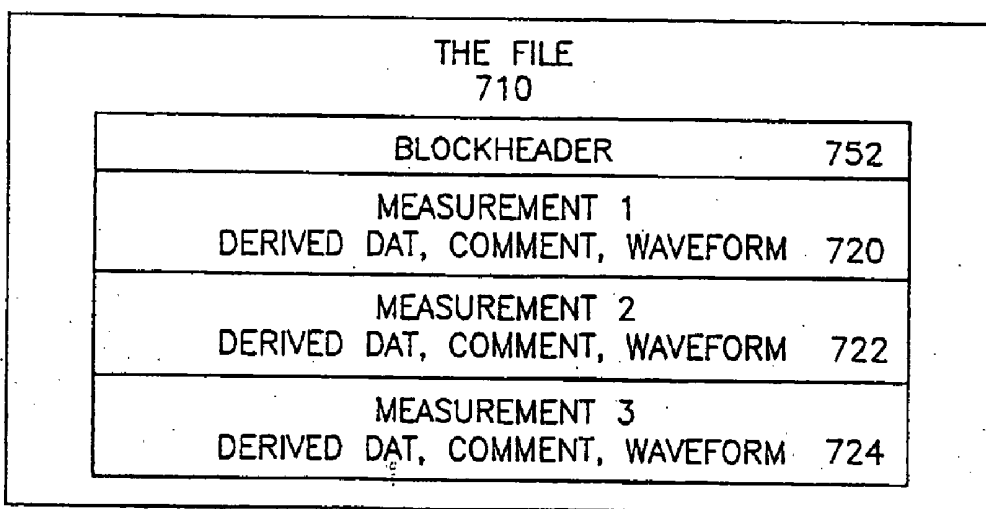 THE FILE
710
BLOCKHEADER 752
MEASUREMENT 1
DERIVED DAT, COMMENT, WAVEFORM 720
MEASUREMENT 2
DERIVED DAT, COMMENT, WAVEFORM 722
MEASUREMENT 3
DERIVED DAT, COMMENT, WAVEFORM 724